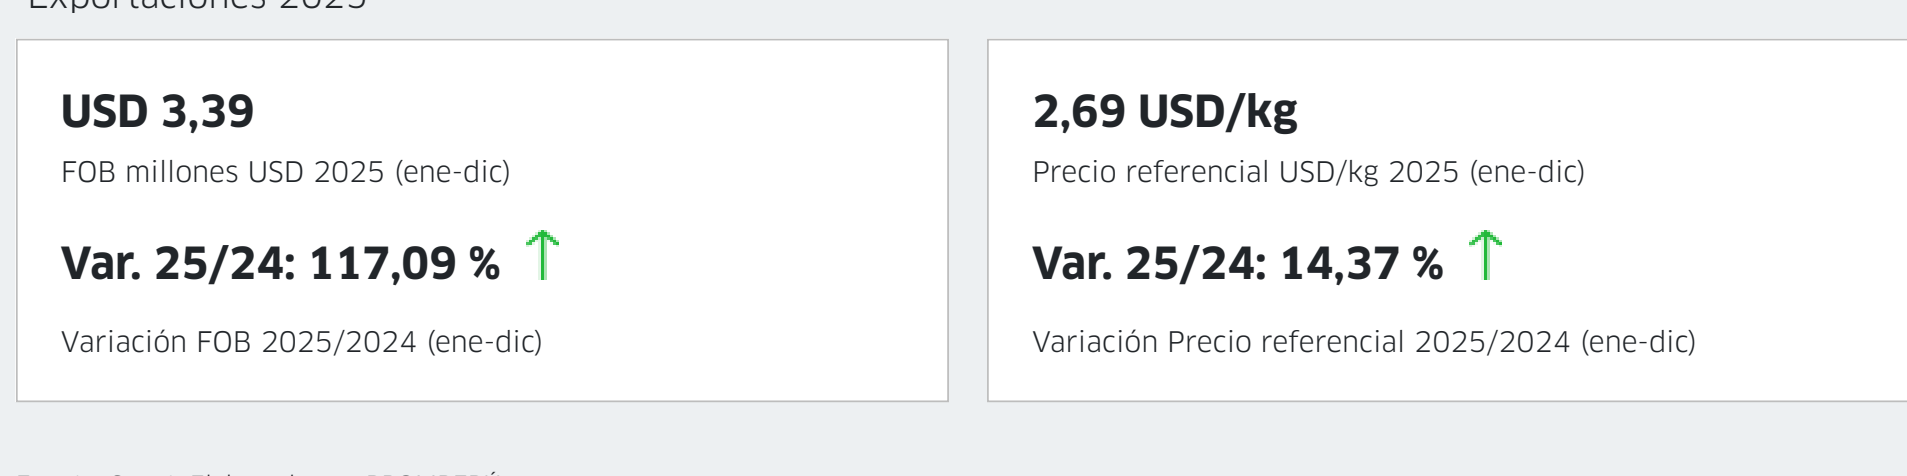 Exportaciones 2025
USD 3,39
FOB millones USD 2025 (ene-dic)
Var. 25/24: 117,09 %
Variación FOB 2025/2024 (ene-dic)
2,69 USD/kg
Precio referencial USD/kg 2025 (ene-dic)
Var. 25/24: 14,37 %
Variación Precio referencial 2025/2024 (ene-dic)